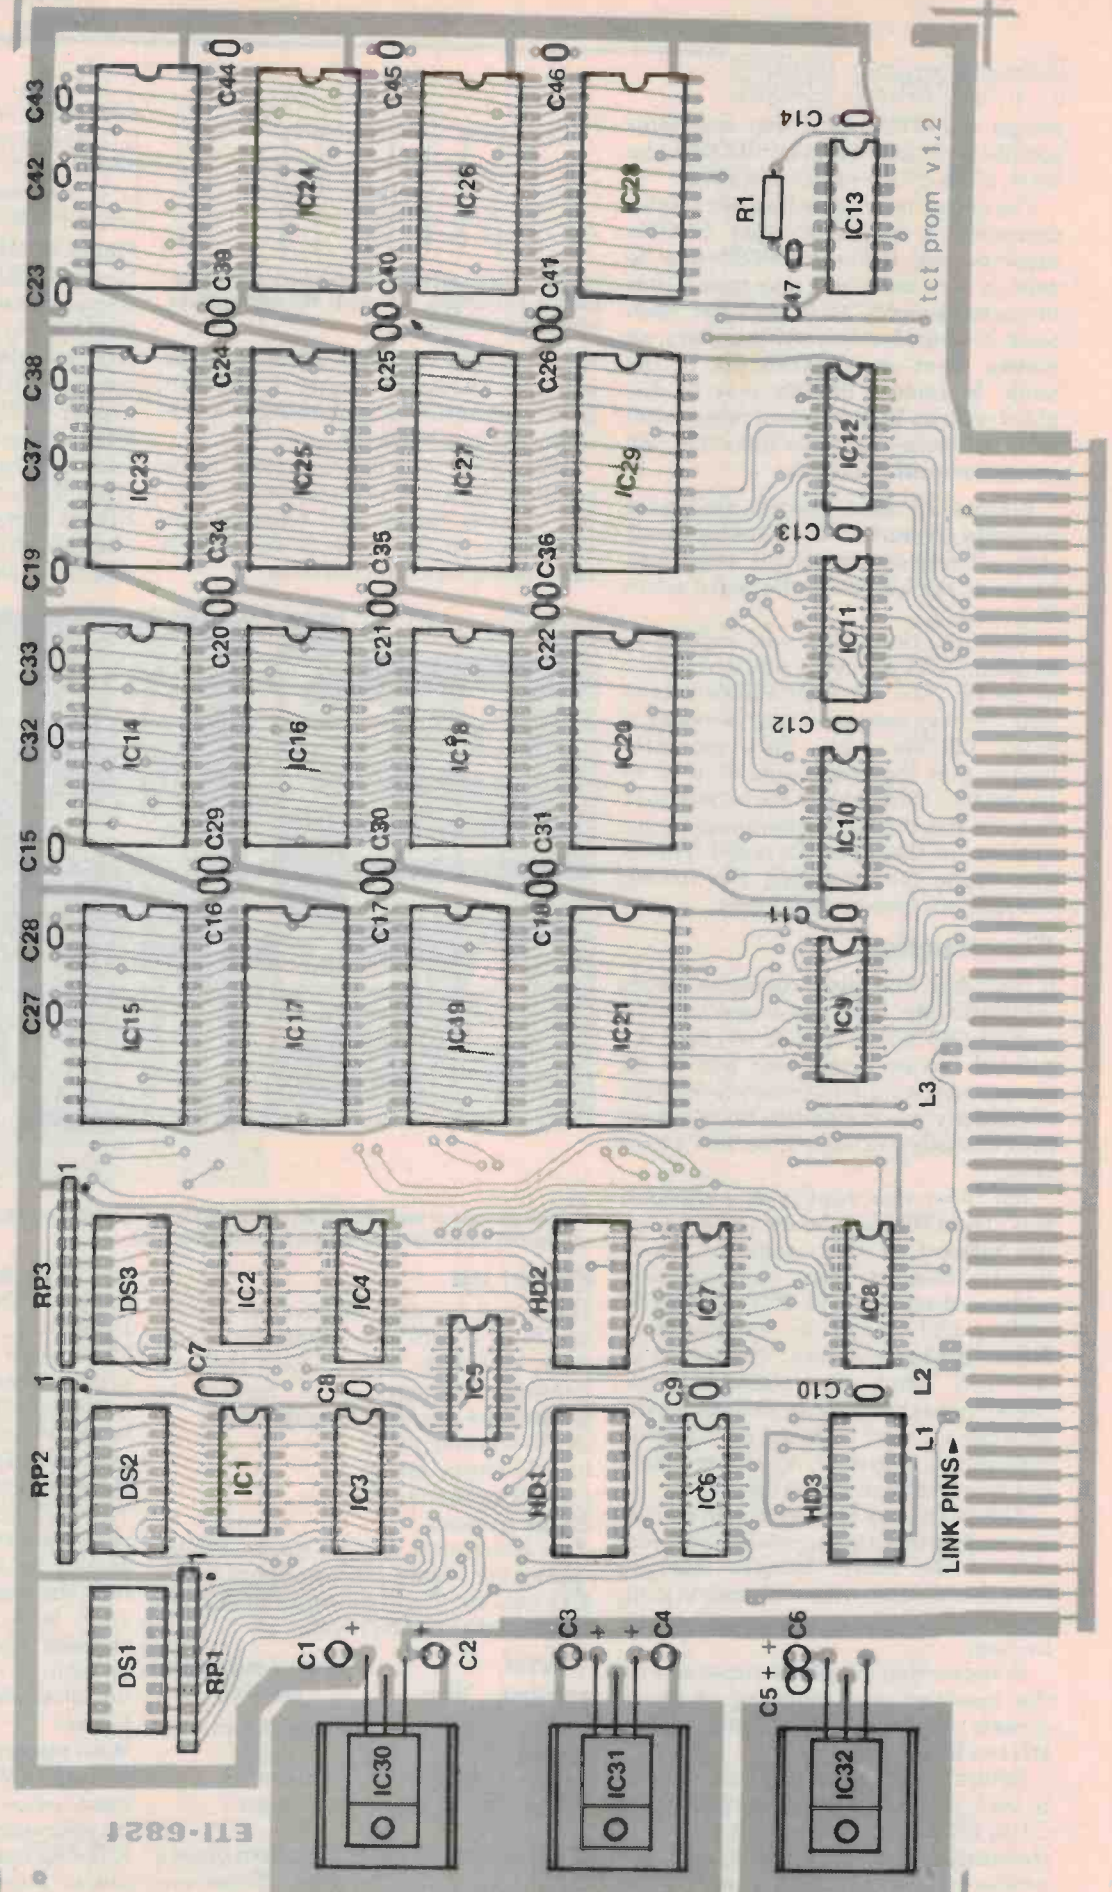 C43
C42
C23
C38
C37
C19
C33
C32
C15
C28
C27
C44
C45
C46
IC24
IC26
IC28
C14
R1
IC13
C47
tct prom v1.2
C39
C40
C41
C24
C25
C26
IC23
IC25
IC27
IC29
IC12
C34
C35
C36
C13
C20
C21
C22
IC11
IC14
IC16
IC18
IC20
C12
IC10
C29
C30
C31
C16
C17
C18
C11
IC15
IC17
IC19
IC21
IC9
L3
1
RP3
DS3
IC2
IC4
HD2
IC7
IC8
C7
IC5
1
C8
C9
C10
L2
RP2
DS2
IC1
IC3
HD1
IC6
HD3
L1
LINK PINS►
1
DS1
RP1
C1 +
+ C2
C3 +
+ C4
C5 + +
C6
IC30
IC31
IC32
ETI-682f